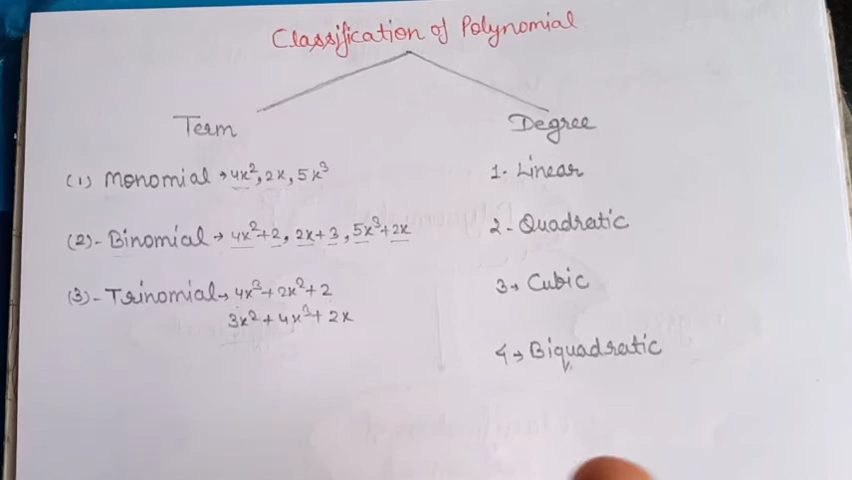 Classification of Polynomial
Term
(1) Monomial → 4x², 2x, 5x³
(2)- Binomial → 4x²+2, 2x+3, 5x³+2x
(3)- Trinomial → 4x³+2x²+2
3x²+4x³+2x
Degree
1- Linear
2- Quadratic
3→ Cubic
4→ Biquadratic